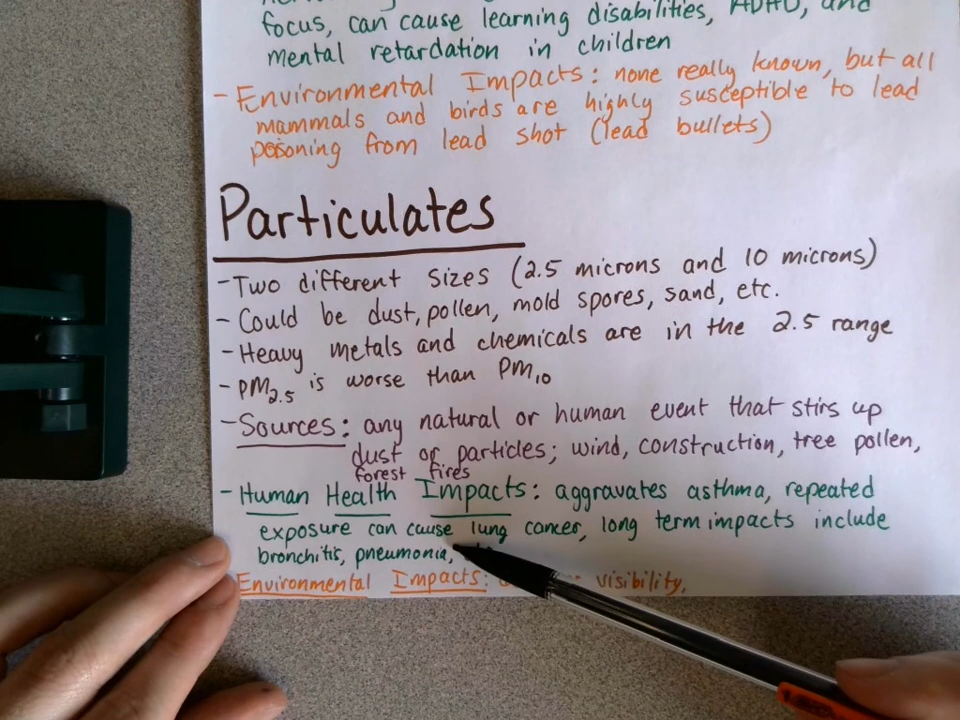 focus, can cause learning disabilities, ADHD, and
mental retardation in children
- Environmental Impacts: none really known, but all
mammals and birds are highly susceptible to lead
poisoning from lead shot (lead bullets)
Particulates
- Two different sizes (2.5 microns and 10 microns)
- Could be dust, pollen, mold spores, sand, etc.
- Heavy metals and chemicals are in the 2.5 range
- PM2.5 is worse than PM10
- Sources: any natural or human event that stirs up
dust or particles; wind, construction, tree pollen,
forest fires
- Human Health Impacts: aggravates asthma, repeated
exposure can cause lung cancer, long term impacts include
bronchitis, pneumonia,
Environmental Impacts: visibility,